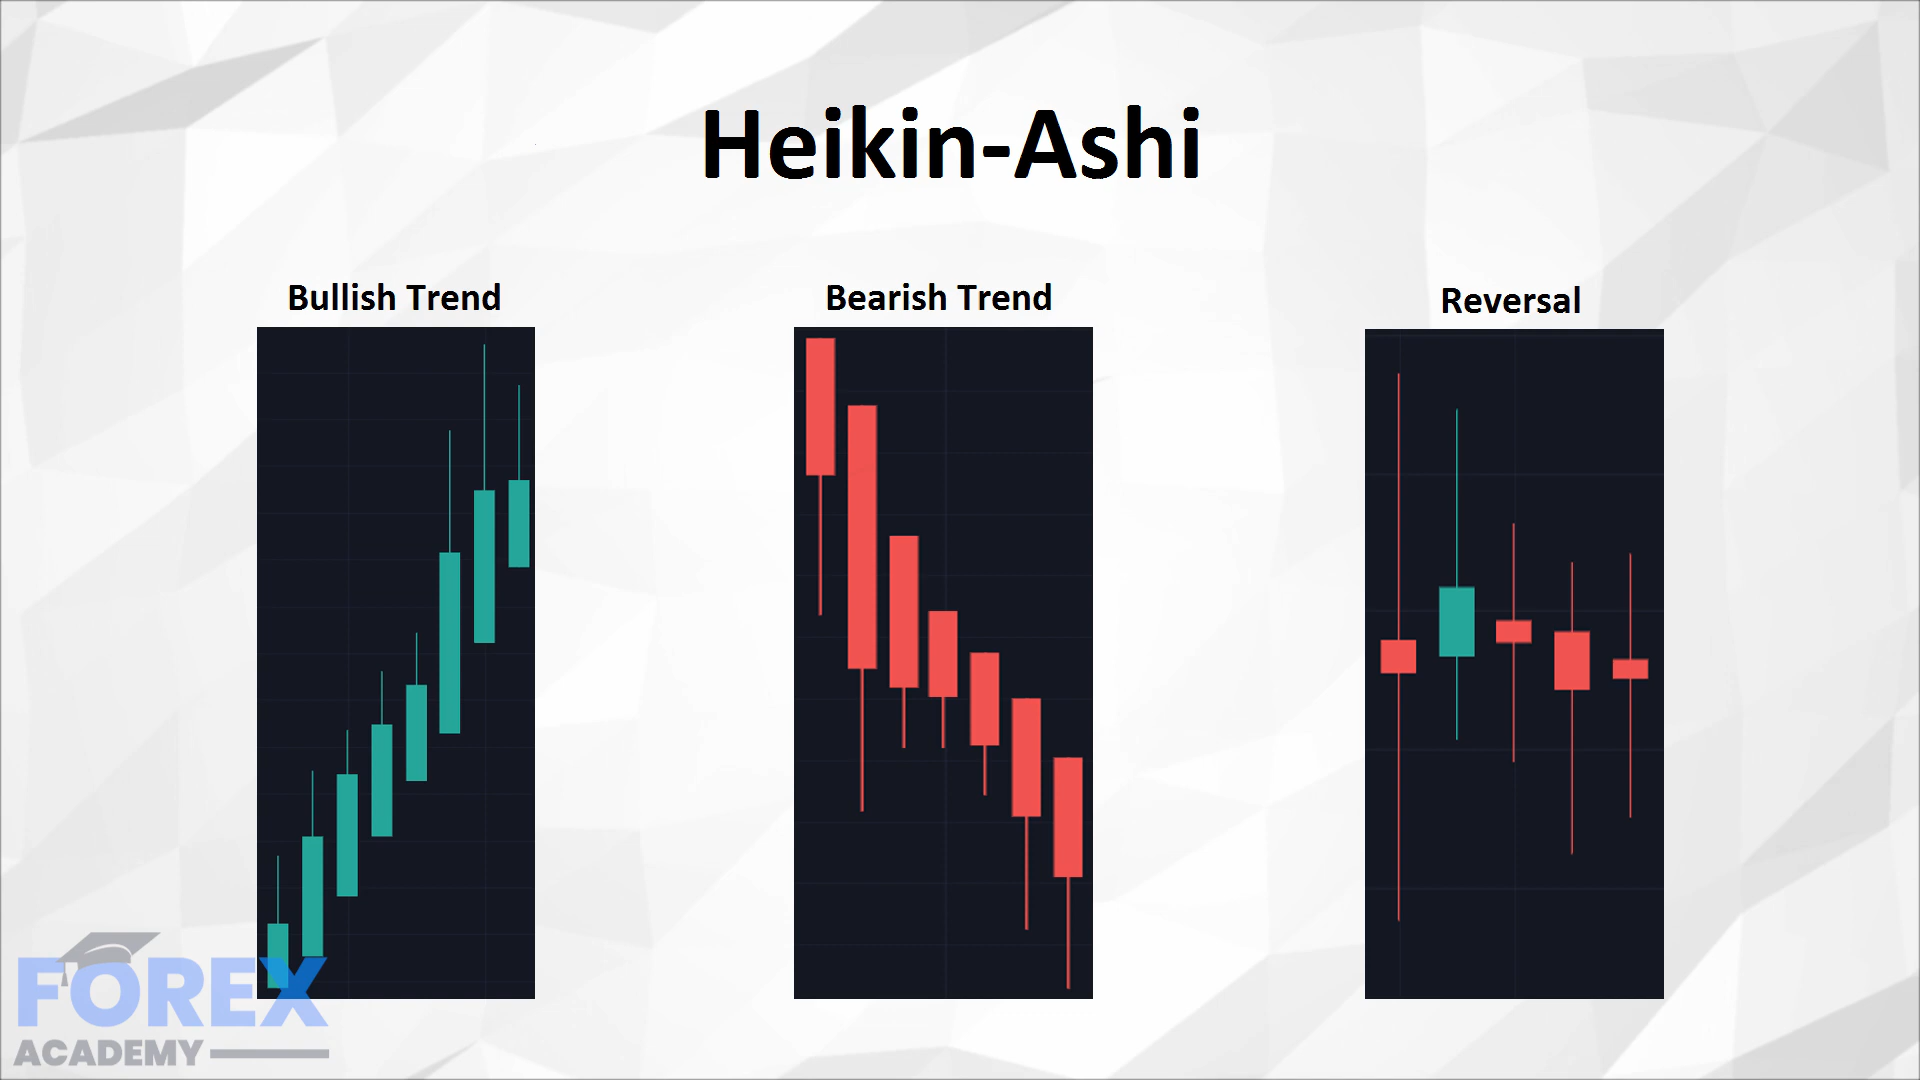 Heikin-Ashi
Bullish Trend
Bearish Trend
Reversal
FOREX
ACADEMY